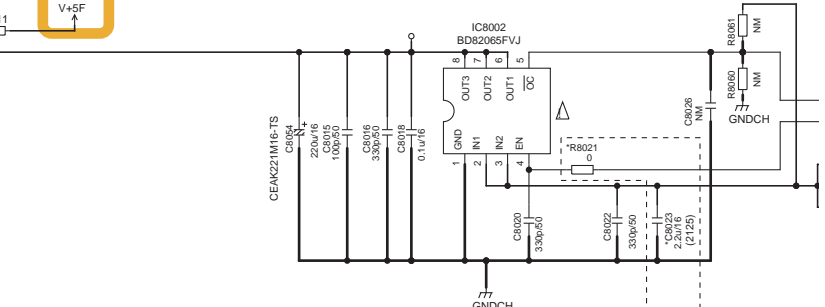 11
V+5F
IC8002
BD82065FVJ
8
7
6
5
OUT3
OUT2
OUT1
OC
GND
IN1
IN2
EN
1
2
3
4
CEAK221M16-TS
C8054
220u/16
+
C8015
100p/50
C8016
330p/50
C8018
0.1u/16
*R8021
0
C8020
330p/50
C8022
330p/50
*C8023
2.2u/16
(2125)
C8026
NM
R8061
NM
R8060
NM
GNDCH
GNDCH